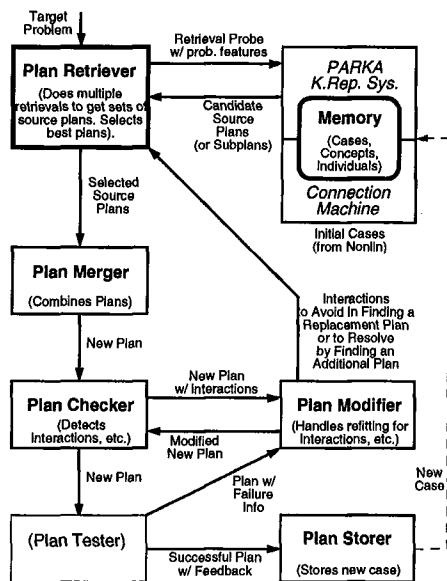 Target
Problem
Retrieval Probe
w/ prob. features
Plan Retriever
(Does multiple
retrievals to get sets of
source plans. Selects
best plans).
Candidate
Source
Plans
(or Subplans)
PARKA
K.Rep. Sys.
Memory
(Cases,
Concepts,
Individuals)
Connection
Machine
Initial Cases
(from Nonlin)
Selected
Source
Plans
Plan Merger
(Combines Plans)
Interactions
o Avoid In Finding a
Replacement Plan
or to Resolve
by Finding an
Additional Plan
New Plan
Plan Checker
(Detects
Interactions, etc.)
New Plan
w/ Interactions
Modified
New Plan
Plan Modifier
(Handles refitting for
Interactions, etc.)
New Plan
Plan w/
Failure
Info
New
Case
(Plan Tester)
Successful Plan
w/ Feedback
Plan Storer
(Stores new case)